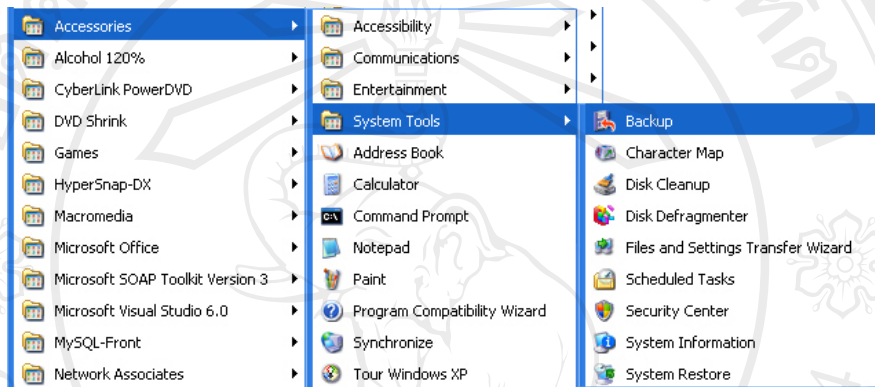 Accessories
Alcohol 120%
CyberLink PowerDVD
DVD Shrink
Games
HyperSnap-DX
Macromedia
Microsoft Office
Microsoft SOAP Toolkit Version 3
Microsoft Visual Studio 6.0
MySQL-Front
Network Associates
Accessibility
Communications
Entertainment
System Tools
Address Book
Calculator
Command Prompt
Notepad
Paint
Program Compatibility Wizard
Synchronize
Tour Windows XP
Backup
Character Map
Disk Cleanup
Disk Defragmenter
Files and Settings Transfer Wizard
Scheduled Tasks
Security Center
System Information
System Restore